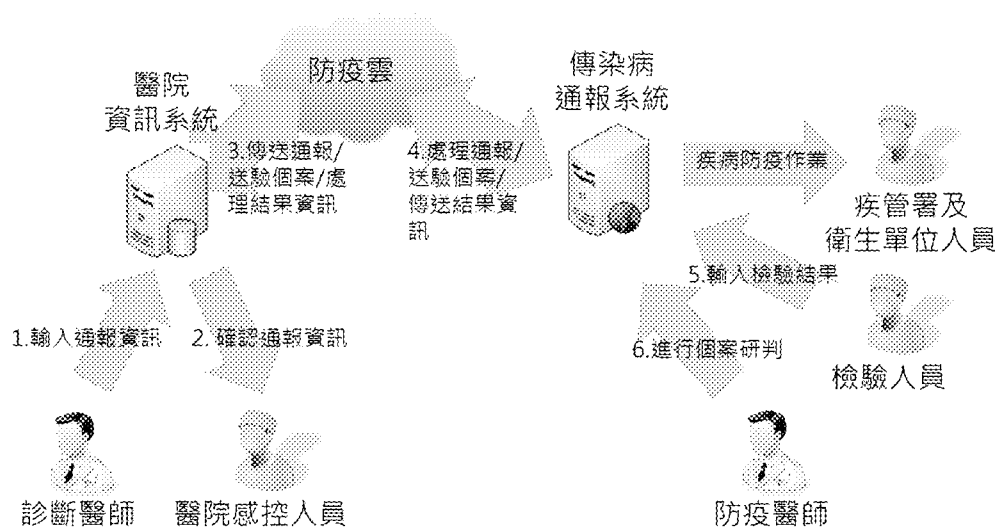 防疫雲
醫院
資訊系統
傳染病
通報系統
3.傳送通報/
送驗個案/處
理結果資訊
4.處理通報/
送驗個案/
傳送結果資
訊
疾病防疫作業
疾管署及
衛生單位人員
5.輸入檢驗結果
1.輸入通報資訊
2.確認通報資訊
6.進行個案研判
檢驗人員
診斷醫師
醫院感控人員
防疫醫師